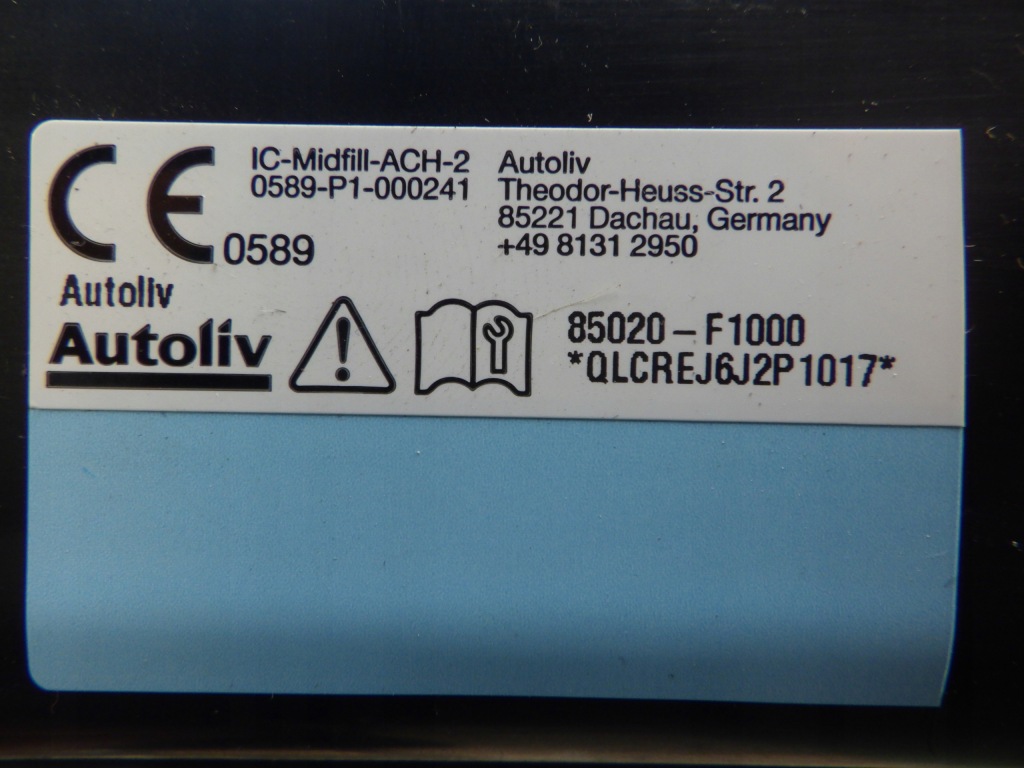 CE 0589
IC-Midfill-ACH-2
0589-P1-000241
Autoliv
Theodor-Heuss-Str. 2
85221 Dachau, Germany
+49 8131 2950
Autoliv
Autoliv
85020-F1000
*QLCREJ6J2P1017*